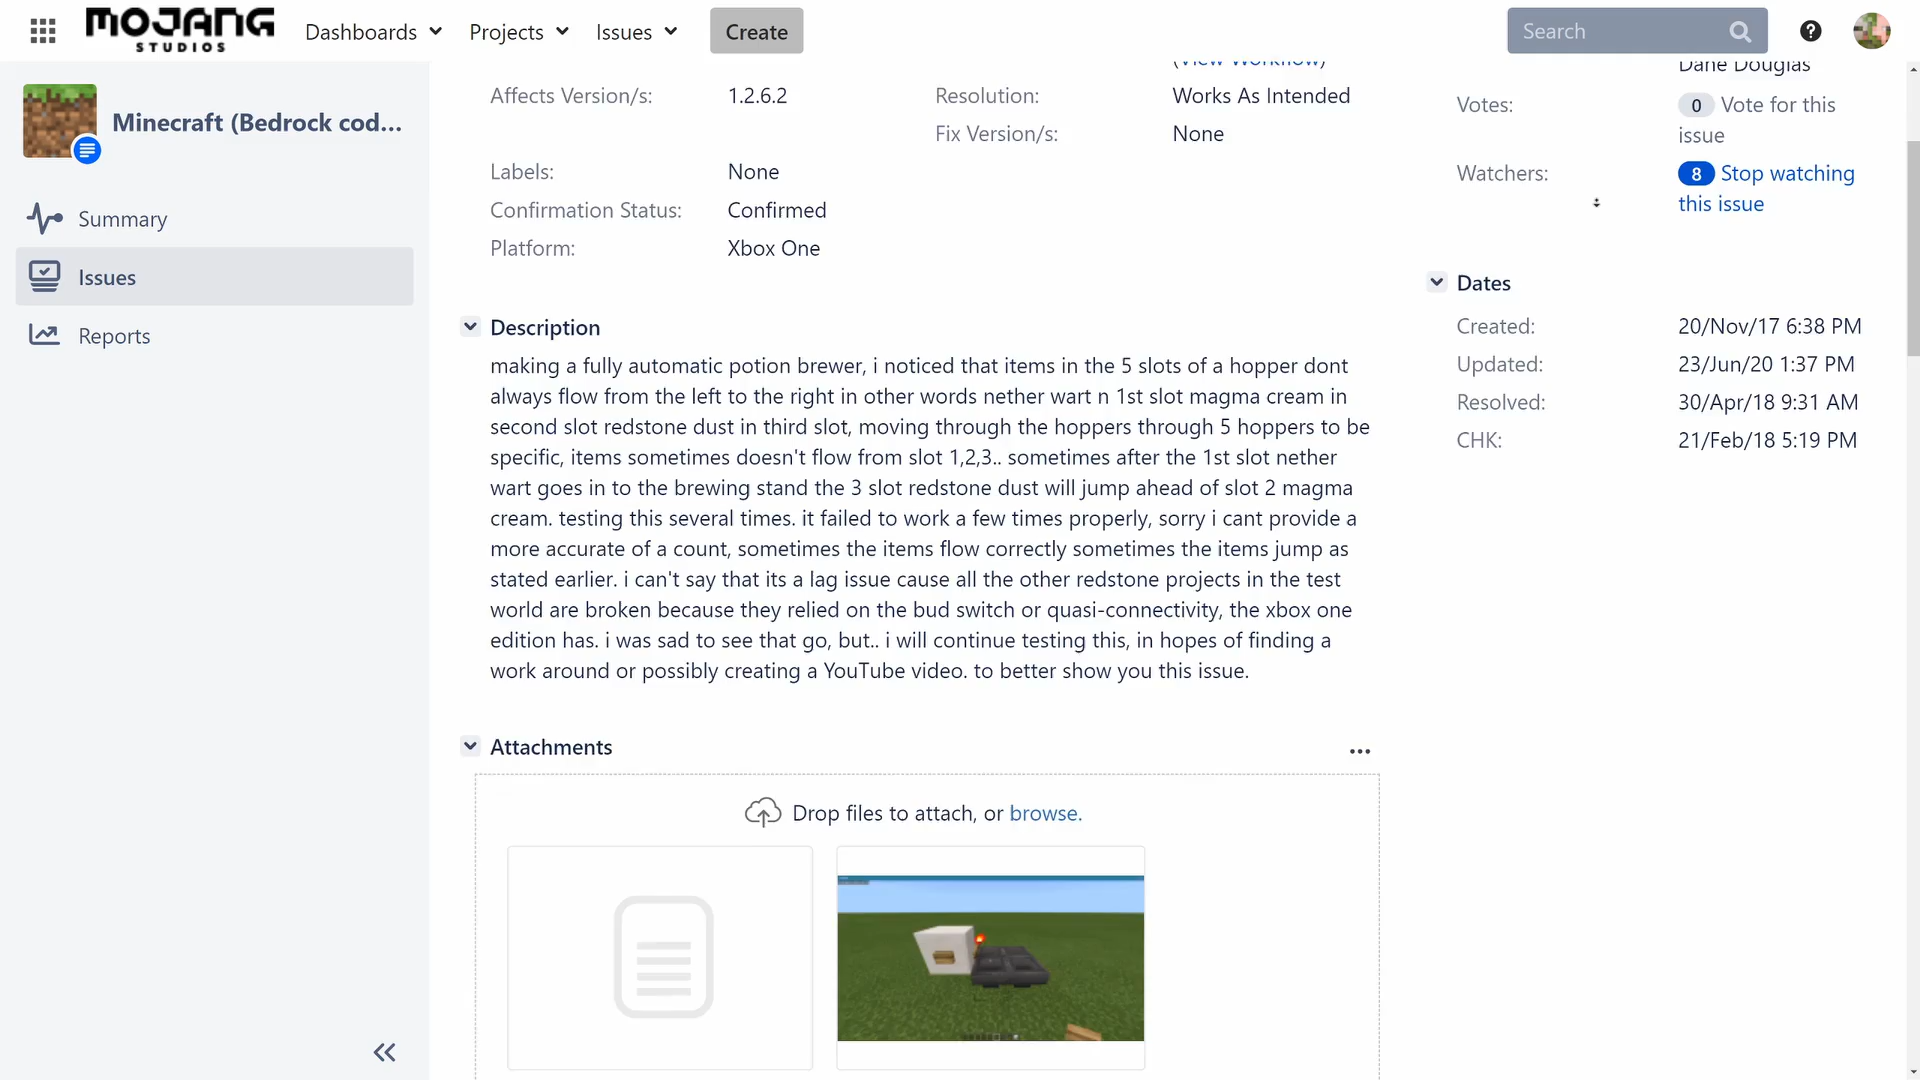 MOJANG
STUDIOS
Dashboards
Projects
Issues
Create
Search
Minecraft (Bedrock cod...
Summary
Issues
Reports
(View Workflow)
Affects Version/s: 1.2.6.2
Resolution: Works As Intended
Fix Version/s: None
Labels: None
Confirmation Status: Confirmed
Platform: Xbox One
Description
making a fully automatic potion brewer, i noticed that items in the 5 slots of a hopper dont
always flow from the left to the right in other words nether wart n 1st slot magma cream in
second slot redstone dust in third slot, moving through the hoppers through 5 hoppers to be
specific, items sometimes doesn't flow from slot 1,2,3.. sometimes after the 1st slot nether
wart goes in to the brewing stand the 3 slot redstone dust will jump ahead of slot 2 magma
cream. testing this several times. it failed to work a few times properly, sorry i cant provide a
more accurate of a count, sometimes the items flow correctly sometimes the items jump as
stated earlier. i can't say that its a lag issue cause all the other redstone projects in the test
world are broken because they relied on the bud switch or quasi-connectivity, the xbox one
edition has. i was sad to see that go, but.. i will continue testing this, in hopes of finding a
work around or possibly creating a YouTube video. to better show you this issue.
Attachments
Drop files to attach, or browse.
Dane Douglas
Votes: 0 Vote for this
issue
Watchers: 8 Stop watching
this issue
Dates
Created: 20/Nov/17 6:38 PM
Updated: 23/Jun/20 1:37 PM
Resolved: 30/Apr/18 9:31 AM
CHK: 21/Feb/18 5:19 PM